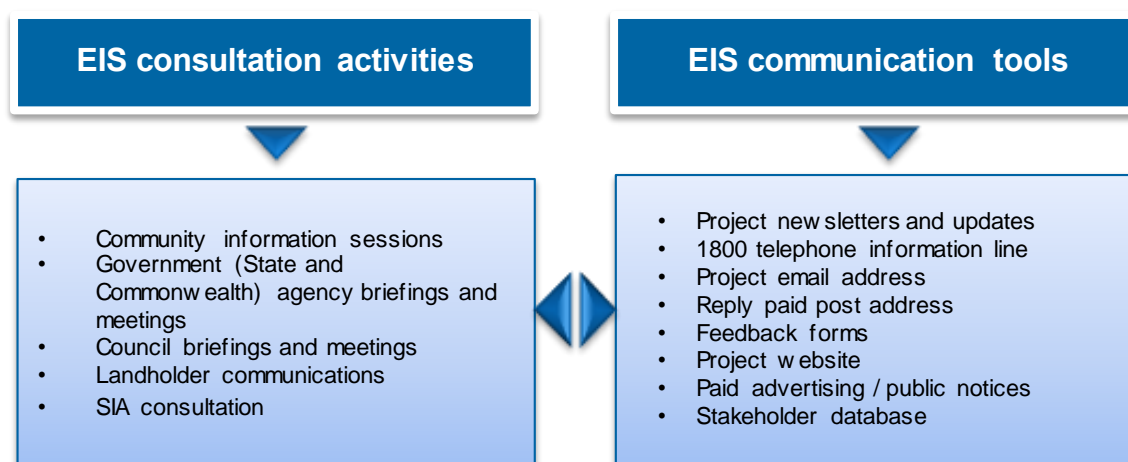 EIS consultation activities
• Community information sessions
• Government (State and
Commonwealth) agency briefings and
meetings
• Council briefings and meetings
• Landholder communications
• SIA consultation
EIS communication tools
• Project newsletters and updates
• 1800 telephone information line
• Project email address
• Reply paid post address
• Feedback forms
• Project website
• Paid advertising / public notices
• Stakeholder database